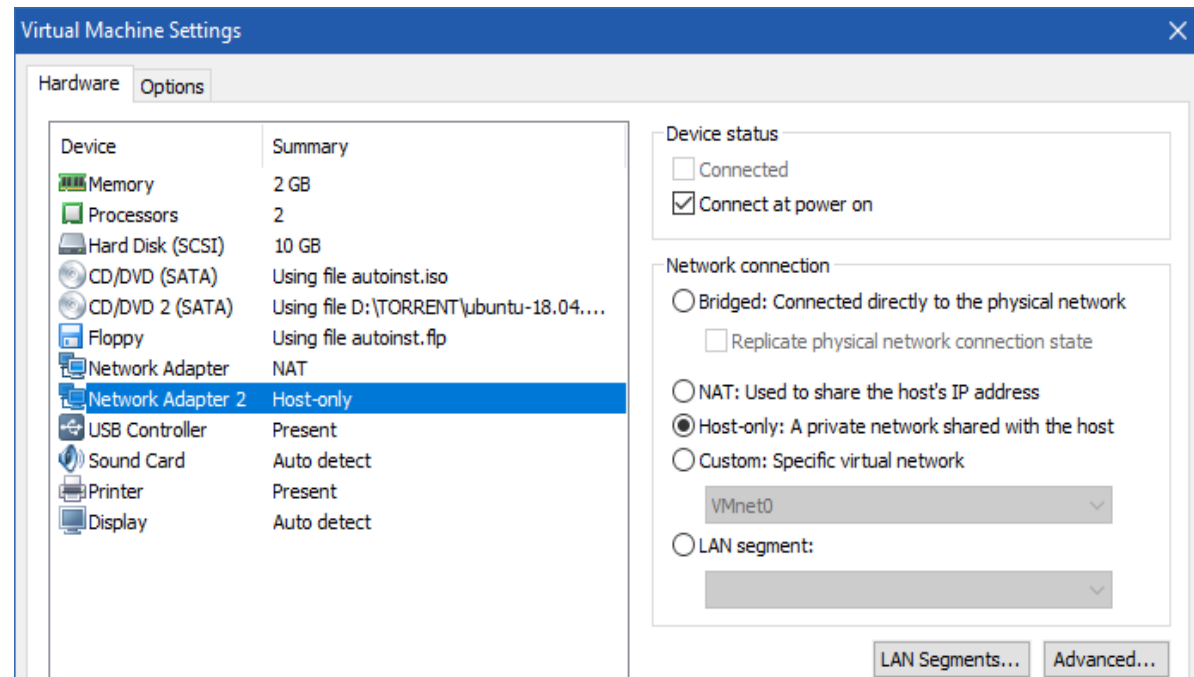 Virtual Machine Settings
Hardware Options
Device Summary
Memory 2 GB
Processors 2
Hard Disk (SCSI) 10 GB
CD/DVD (SATA) Using file autoinst.iso
CD/DVD 2 (SATA) Using file D:\TORRENT\ubuntu-18.04....
Floppy Using file autoinst.flp
Network Adapter NAT
Network Adapter 2 Host-only
USB Controller Present
Sound Card Auto detect
Printer Present
Display Auto detect
Device status
Connected
Connect at power on
Network connection
Bridged: Connected directly to the physical network
Replicate physical network connection state
NAT: Used to share the host's IP address
Host-only: A private network shared with the host
Custom: Specific virtual network
VMnet0
LAN segment:
LAN Segments... Advanced...